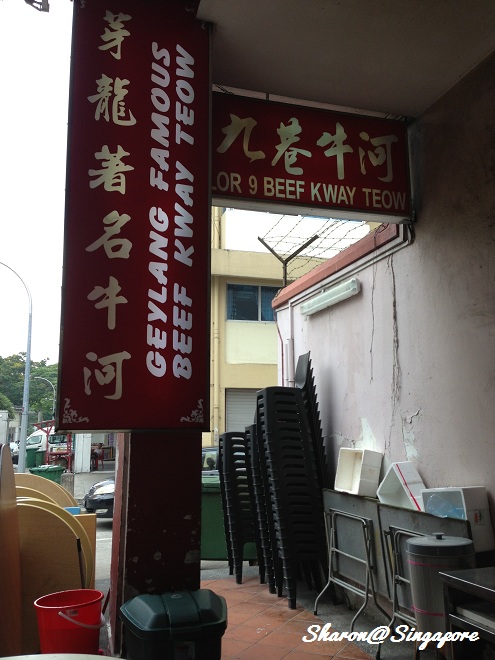 芽龍著名牛河
GEYLANG FAMOUS
BEEF KWAY TEOW
九巷牛河
LOR 9 BEEF KWAY TEOW
Sharon@Singapore